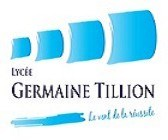 LYCÉE
GERMAINE TILLION
Le vent de la réussite